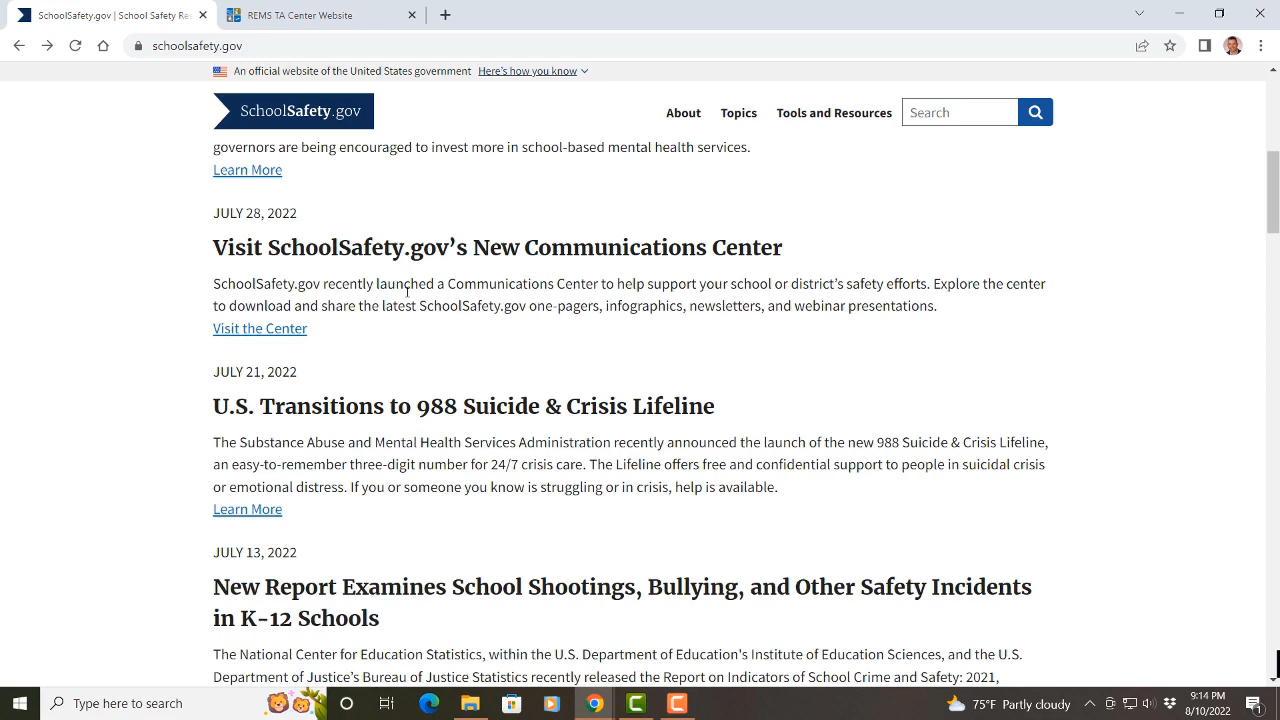 SchoolSafety.gov | School Safety Res
REMS TA Center Website
schoolsafety.gov
An official website of the United States government Here's how you know
SchoolSafety.gov
About Topics Tools and Resources Search
governors are being encouraged to invest more in school-based mental health services.
Learn More
JULY 28, 2022
Visit SchoolSafety.gov’s New Communications Center
SchoolSafety.gov recently launched a Communications Center to help support your school or district’s safety efforts. Explore the center
to download and share the latest SchoolSafety.gov one-pagers, infographics, newsletters, and webinar presentations.
Visit the Center
JULY 21, 2022
U.S. Transitions to 988 Suicide & Crisis Lifeline
The Substance Abuse and Mental Health Services Administration recently announced the launch of the new 988 Suicide & Crisis Lifeline,
an easy-to-remember three-digit number for 24/7 crisis care. The Lifeline offers free and confidential support to people in suicidal crisis
or emotional distress. If you or someone you know is struggling or in crisis, help is available.
Learn More
JULY 13, 2022
New Report Examines School Shootings, Bullying, and Other Safety Incidents
in K-12 Schools
The National Center for Education Statistics, within the U.S. Department of Education's Institute of Education Sciences, and the U.S.
Department of Justice’s Bureau of Justice Statistics recently released the Report on Indicators of School Crime and Safety: 2021,
Type here to search
75°F Partly cloudy
9:14 PM
8/10/2022
1